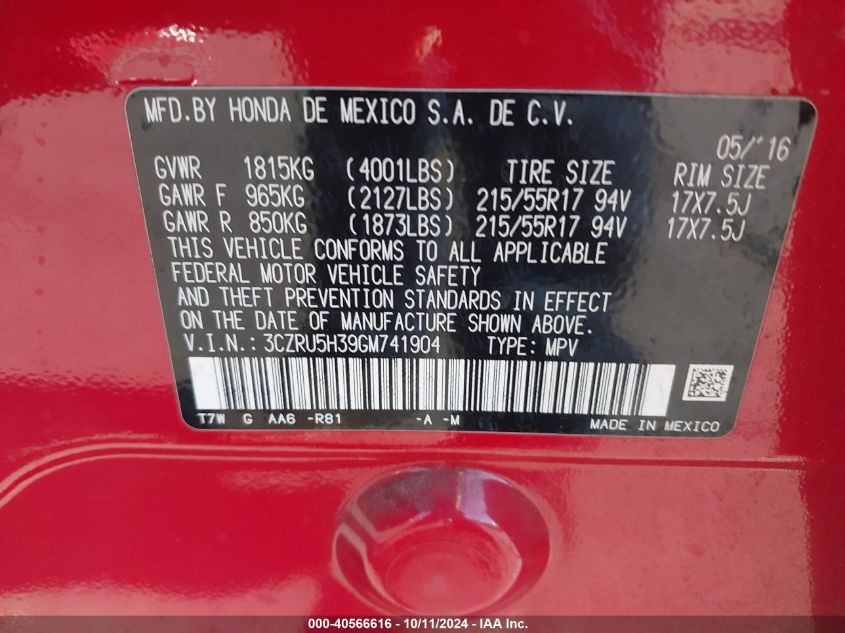 MFD.BY HONDA DE MEXICO S.A. DE C.V.
05/'16
GVWR 1815KG (4001LBS) TIRE SIZE RIM SIZE
GAWR F 965KG (2127LBS) 215/55R17 94V 17X7.5J
GAWR R 850KG (1873LBS) 215/55R17 94V 17X7.5J
THIS VEHICLE CONFORMS TO ALL APPLICABLE
FEDERAL MOTOR VEHICLE SAFETY
AND THEFT PREVENTION STANDARDS IN EFFECT
ON THE DATE OF MANUFACTURE SHOWN ABOVE.
V.I.N.: 3CZRU5H39GM741904 TYPE: MPV
T7W G AA6 -R81 -A -M MADE IN MEXICO
000-40566616 - 10/11/2024 - IAA Inc.